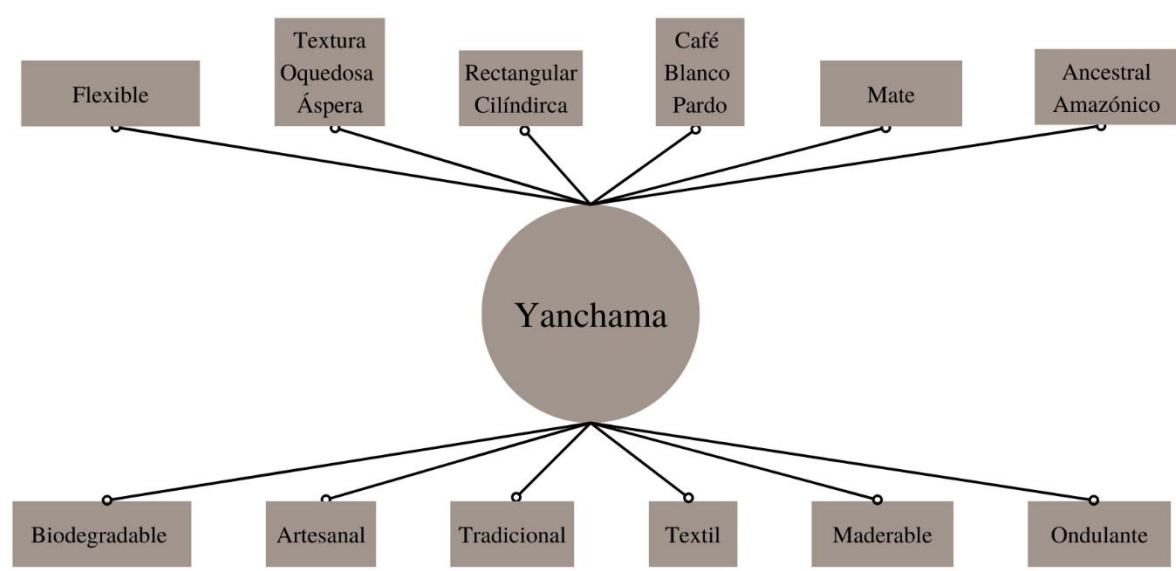 Flexible
Textura
Oquedosa
Áspera
Rectangular
Cilíndirca
Café
Blanco
Pardo
Mate
Ancestral
Amazónico
Yanchama
Biodegradable
Artesanal
Tradicional
Textil
Maderable
Ondulante